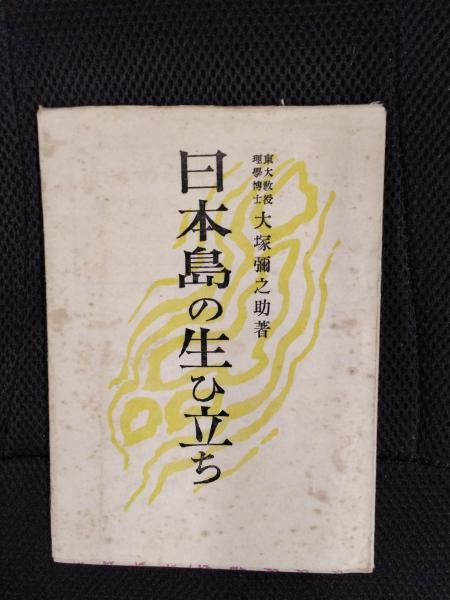 東大教授
理學博士
大塚彌之助著
日本島の生ひ立ち